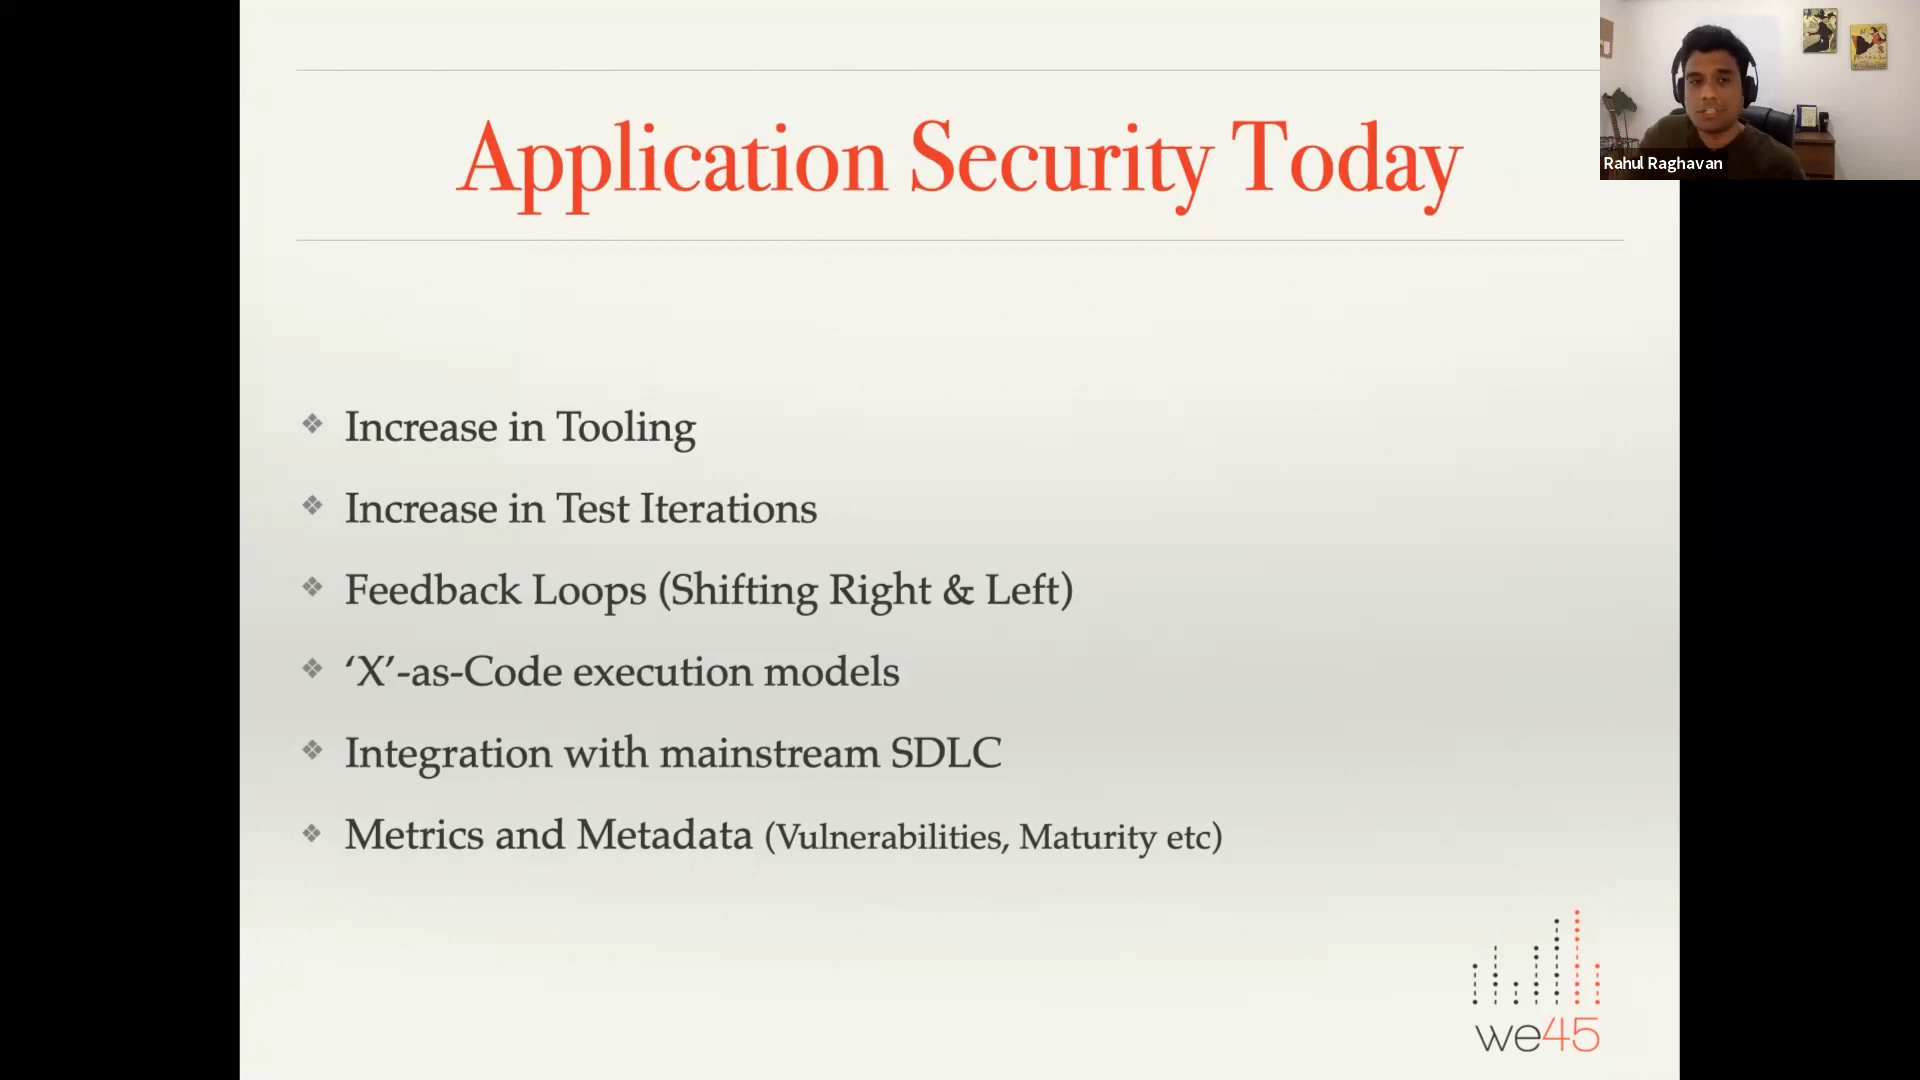 Application Security Today
Rahul Raghavan
Increase in Tooling
Increase in Test Iterations
Feedback Loops (Shifting Right & Left)
‘X’-as-Code execution models
Integration with mainstream SDLC
Metrics and Metadata (Vulnerabilities, Maturity etc)
we45